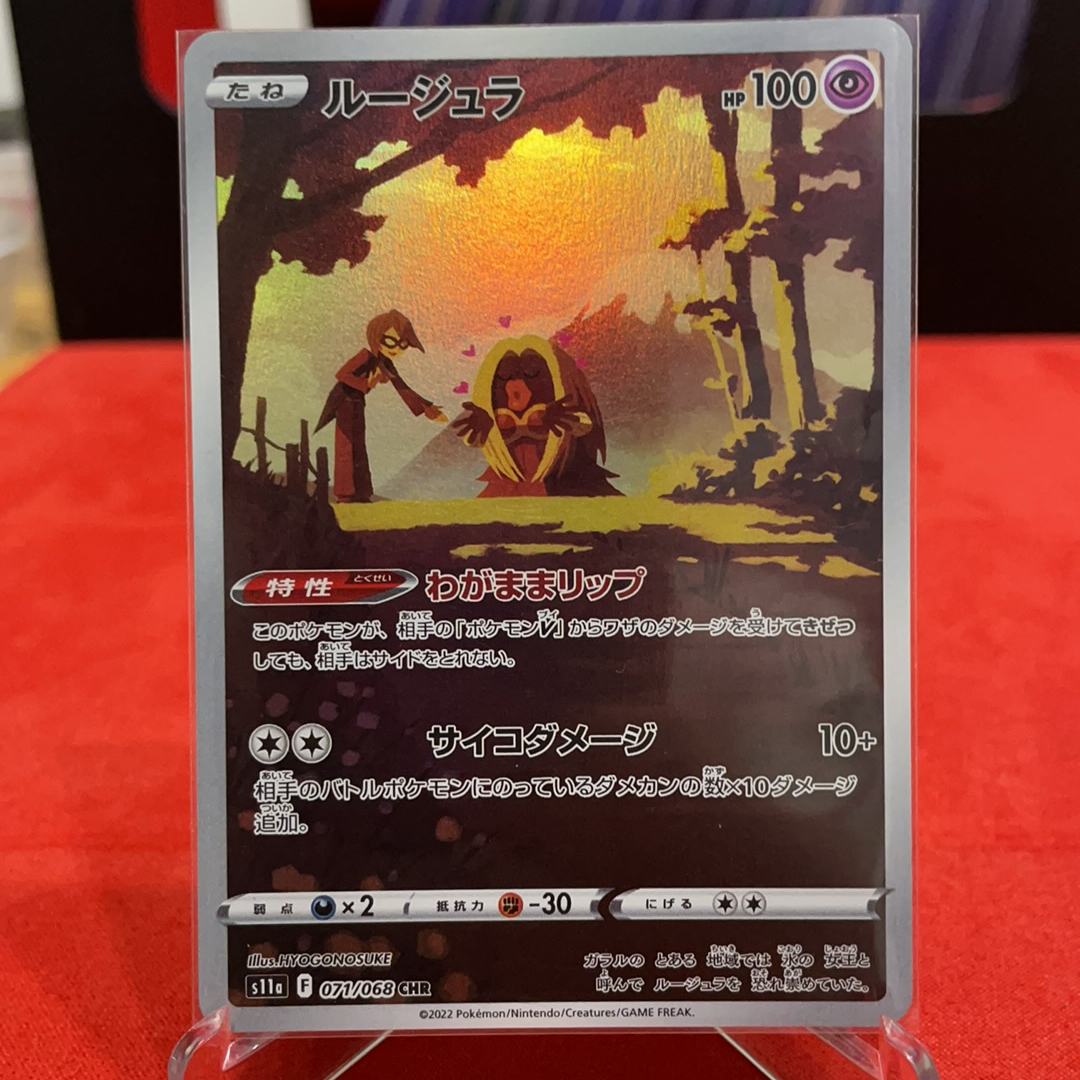 たね ルージュラ HP 100
特性 とくせい わがままリップ
このポケモンが、相手の「ポケモンV」からワザのダメージを受けてきぜつ
しても、相手はサイドをとれない。
サイコダメージ 10+
相手のバトルポケモンにのっているダメカンの数×10ダメージ
追加。
弱点 ×2 抵抗力 -30 にげる
Illus.HYOGONOSUKE
ガラルの とある 地域では 氷の 女王と
呼んで ルージュラを 恐れ崇めていた。
s11a F 071/068 CHR
©2022 Pokémon/Nintendo/Creatures/GAME FREAK.